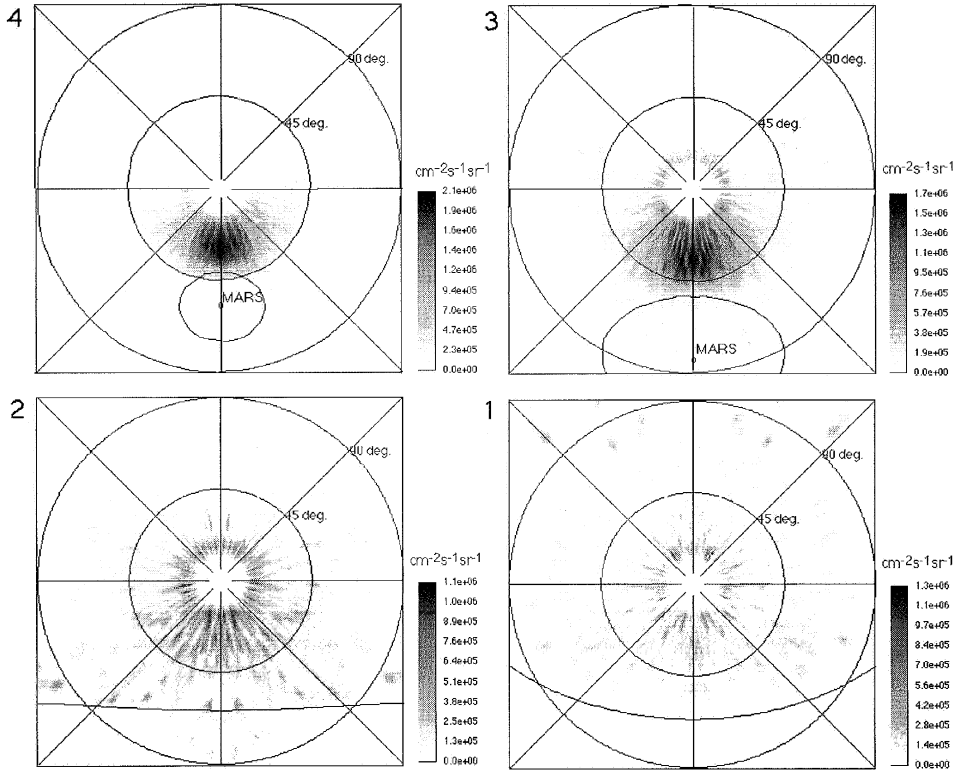 4
90 deg.
45 deg.
MARS
cm-2s-1sr-1
2.1e+06
1.9e+06
1.6e+06
1.4e+06
1.2e+06
9.4e+05
7.0e+05
4.7e+05
2.3e+05
0.0e+00
3
90 deg.
45 deg.
MARS
cm-2s-1sr-1
1.7e+06
1.5e+06
1.3e+06
1.1e+06
9.5e+05
7.6e+05
5.7e+05
3.8e+05
1.9e+05
0.0e+00
2
90 deg.
45 deg.
cm-2s-1sr-1
1.1e+06
1.0e+06
8.9e+05
7.6e+05
6.4e+05
5.1e+05
3.8e+05
2.5e+05
1.3e+05
0.0e+00
1
90 deg.
45 deg.
cm-2s-1sr-1
1.3e+06
1.1e+06
9.7e+05
8.4e+05
7.0e+05
5.6e+05
4.2e+05
2.8e+05
1.4e+05
0.0e+00